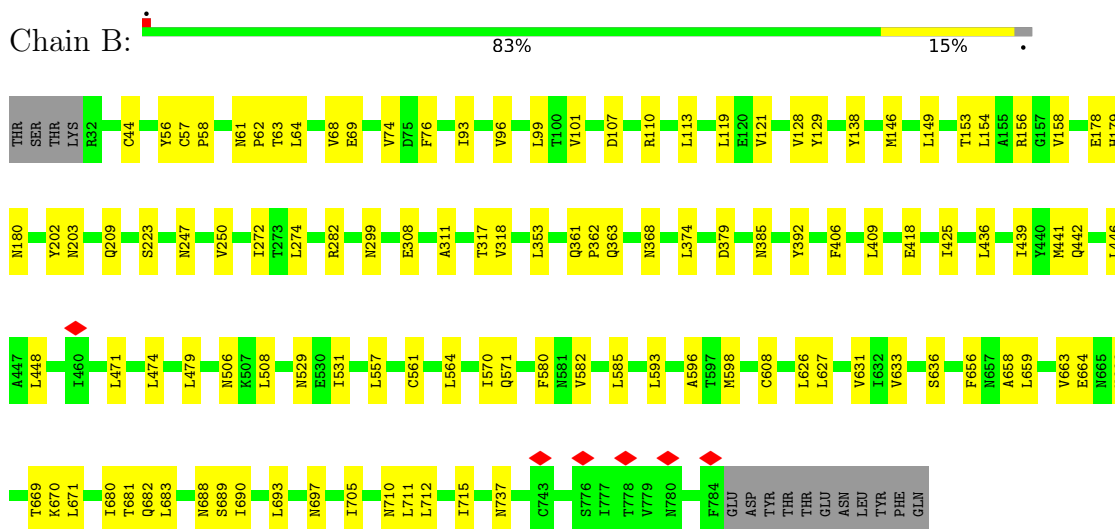 Chain B:
83% 15%
THR SER THR LYS R32 C44 Y56 C57 P58 N61 P62 T63 L64 V68 E69 V74 D75 F76 I93 V96 L99 T100 V101 D107 R110 L113 L119 E120 V121 V128 Y129 Y138 M146 L149 T153 L154 A155 R156 G157 V158 E178 H179
N180 Y202 N203 Q209 S223 N247 V250 I272 T273 L274 R282 N299 E308 A311 T317 V318 L353 Q361 P362 Q363 N368 L374 D379 N385 Y392 F406 L409 E418 I425 L436 I439 Y440 M441 Q442 L446
A447 L448 I460 L471 L474 L479 N506 K507 L508 N529 E530 I531 L557 C561 L564 I570 Q571 F580 N581 V582 L585 L593 A596 T597 M598 C608 L626 L627 V631 I632 V633 S636 F656 N657 A658 L659 V663 E664 N665
T669 K670 L671 I680 T681 Q682 L683 N688 S689 I690 L693 N697 I705 N710 L711 L712 I715 N737 C743 S776 I777 T778 V779 N780 F784 GLU ASP TYR THR THR GLU ASN LEU TYR PHE GLN